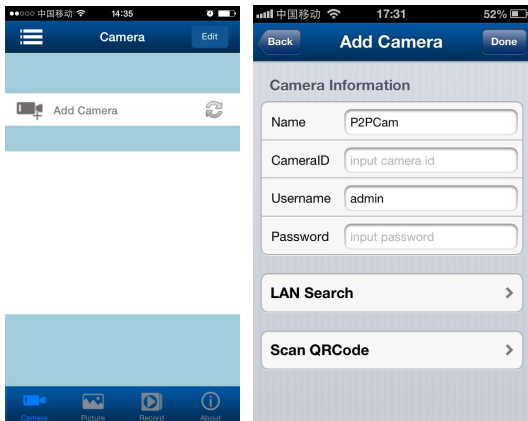 中国移动 14:35
Camera
Edit
Add Camera
Camera
Picture
Record
About
中国移动 17:31 52%
Back
Add Camera
Done
Camera Information
Name P2PCam
CameraID input camera id
Username admin
Password input password
LAN Search
Scan QRCode